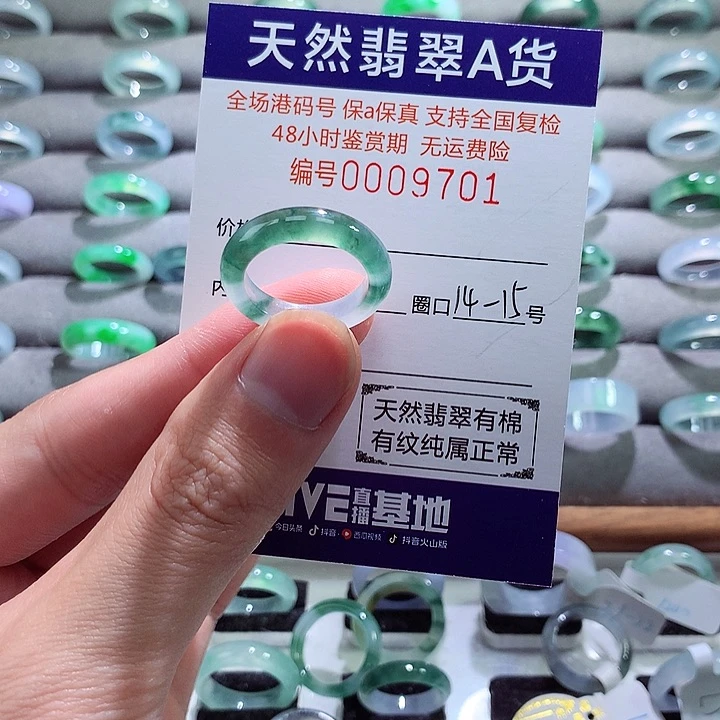 天然翡翠A货
全场港码号 保a保真 支持全国复检
48小时鉴赏期 无运费险
编号0009701
价
内
圈口14-15号
天然翡翠有棉
有纹纯属正常
直播基地
今日头条 抖音 西瓜视频 抖音火山版